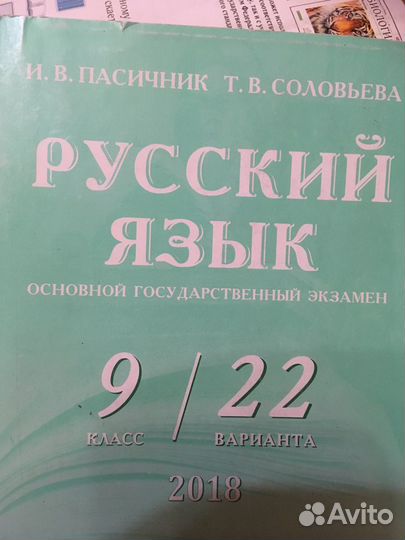 И. В. ПАСИЧНИК Т. В. СОЛОВЬЕВА
РУССКИЙ
ЯЗЫК
ОСНОВНОЙ ГОСУДАРСТВЕННЫЙ ЭКЗАМЕН
9 / 22
КЛАСС ВАРИАНТА
2018
Avito